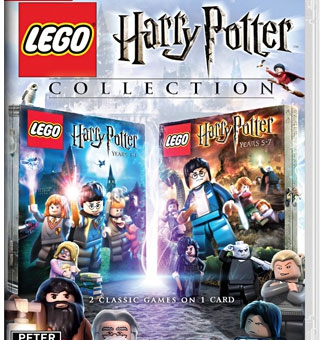 LEGO Harry Potter
COLLECTION
LEGO Harry Potter
YEARS 1-4
LEGO Harry Potter
YEARS 5-7
2 CLASSIC GAMES ON 1 CARD
PETER